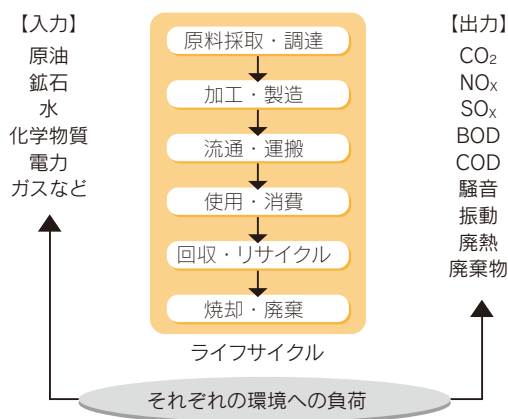 【入力】
原油
鉱石
水
化学物質
電力
ガスなど
原料採取・調達
加工・製造
流通・運搬
使用・消費
回収・リサイクル
焼却・廃棄
ライフサイクル
【出力】
CO₂
NOₓ
SOₓ
BOD
COD
騒音
振動
廃熱
廃棄物
それぞれの環境への負荷